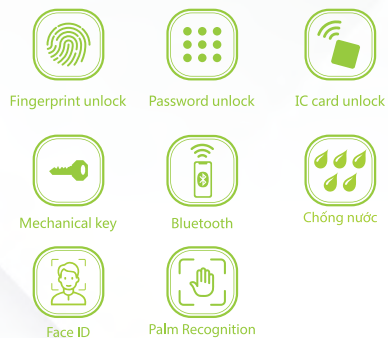 Fingerprint unlock
Password unlock
IC card unlock
Mechanical key
Bluetooth
Chống nước
Face ID
Palm Recognition